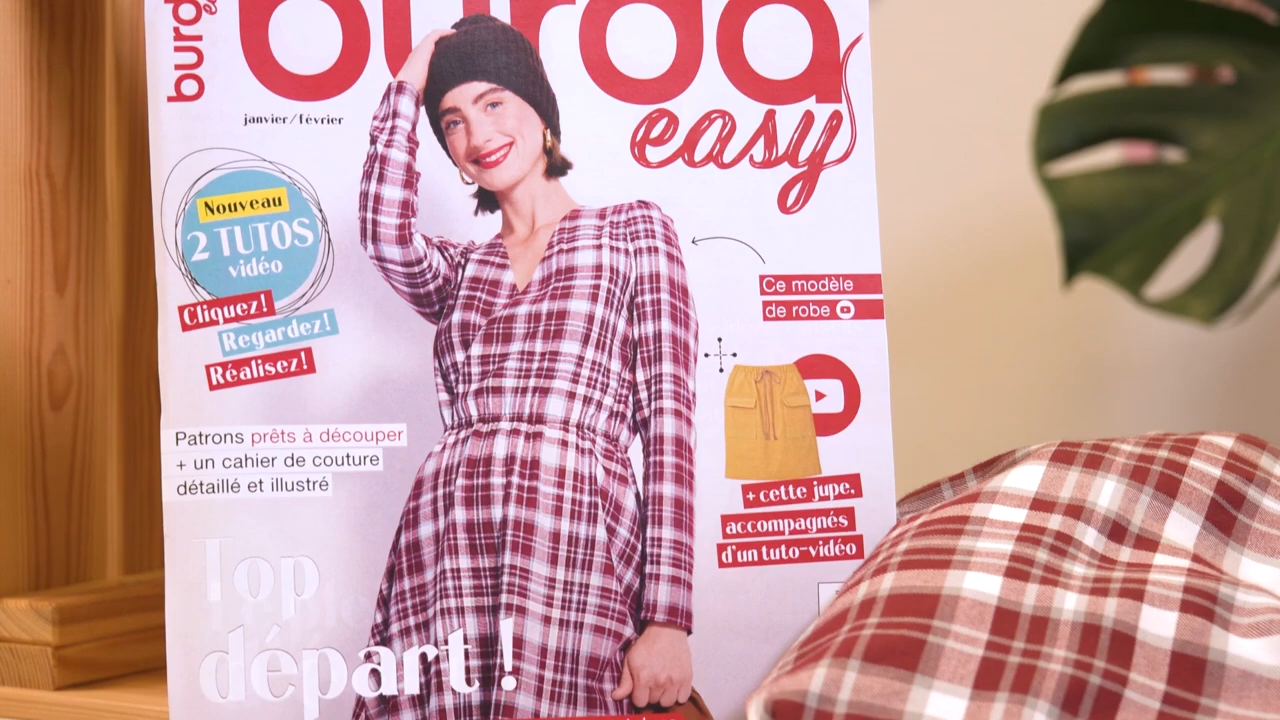 burda
easy
burda
easy
janvier/février
Nouveau
2 TUTOS
vidéo
Cliquez!
Regardez!
Réalisez!
Ce modèle
de robe
Patrons prêts à découper
+ un cahier de couture
détaillé et illustré
+ cette jupe,
accompagnés
d'un tuto-vidéo
Top
départ !